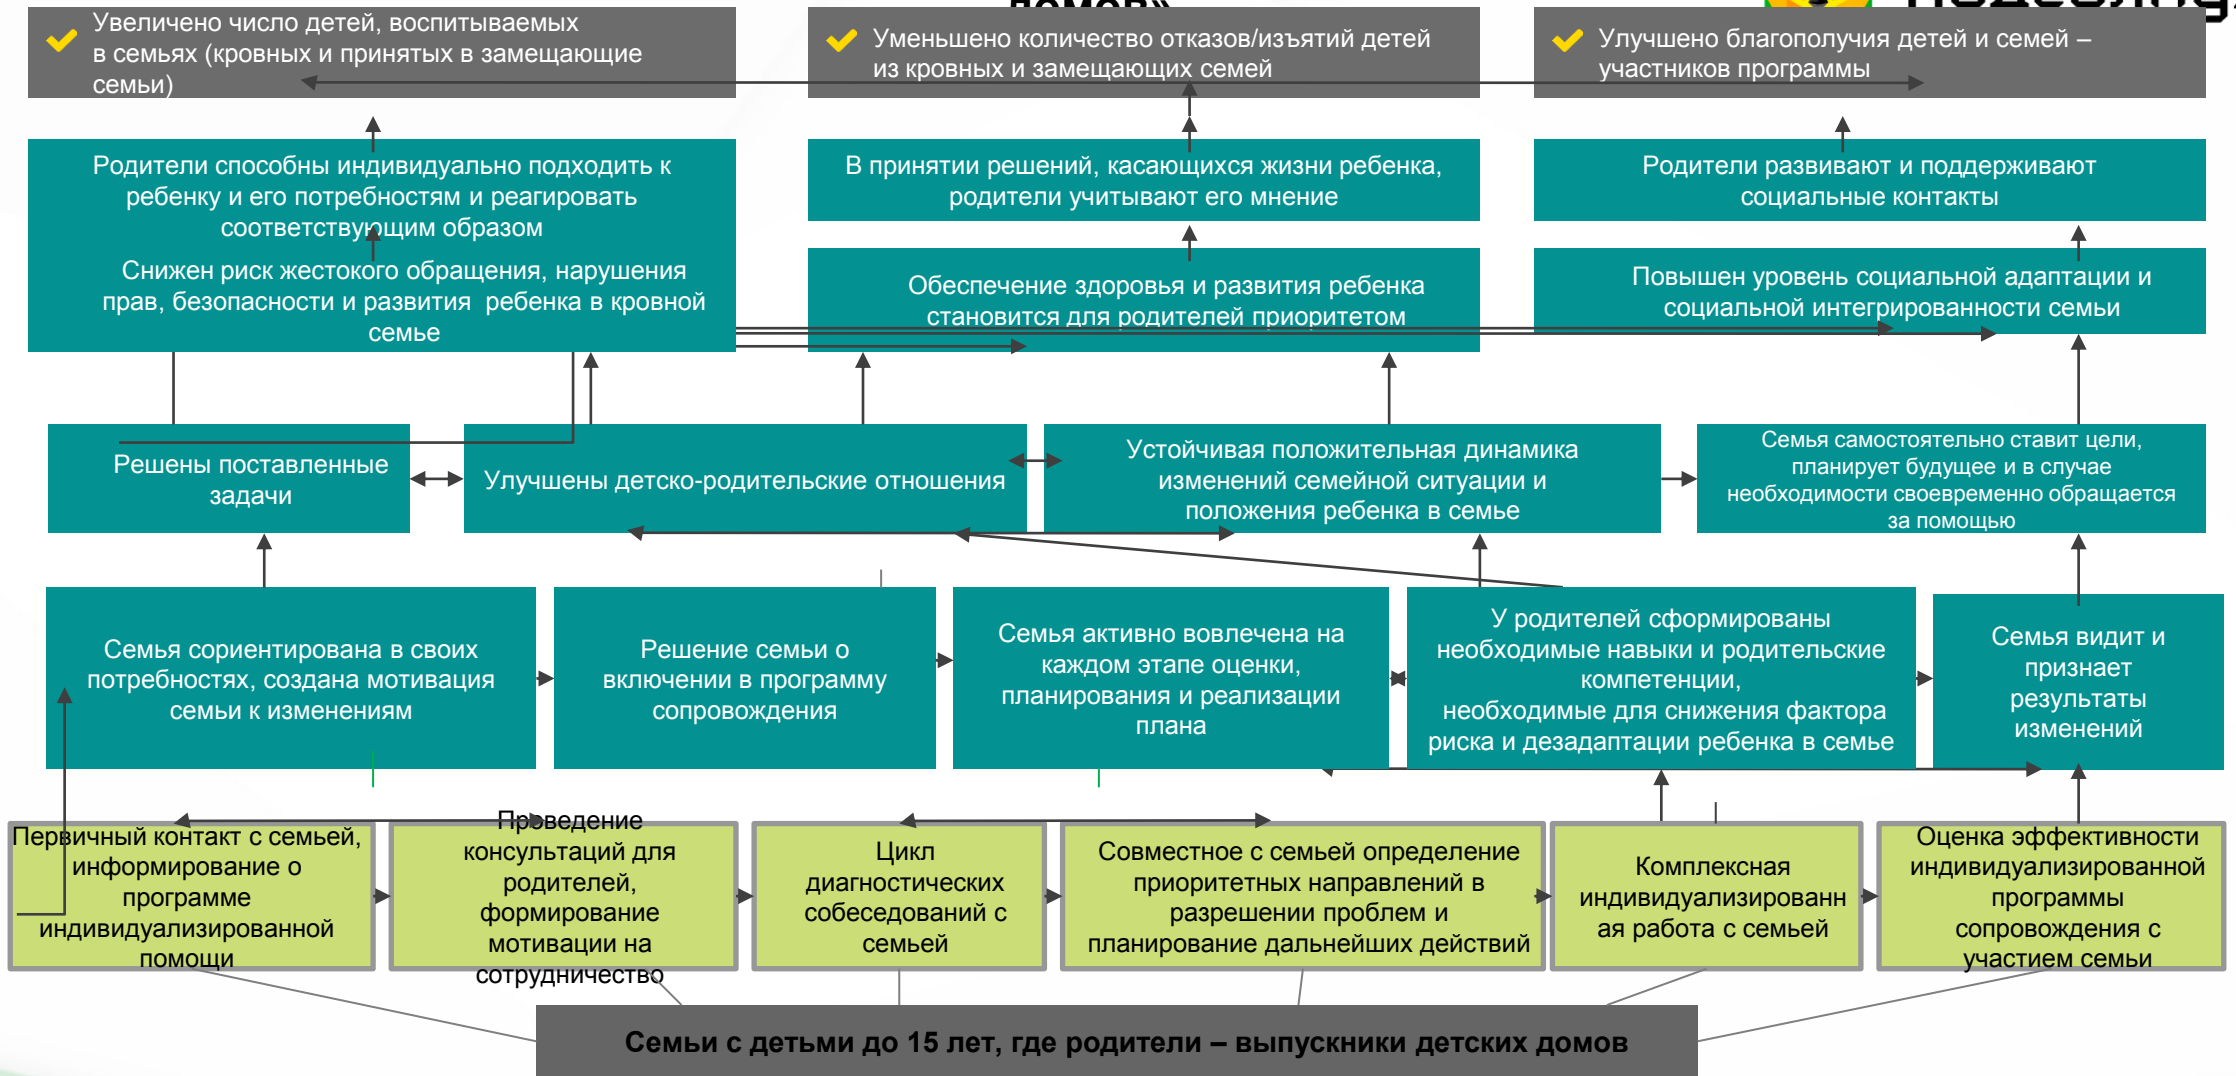 домов»
Увеличено число детей, воспитываемых
в семьях (кровных и принятых в замещающие
семьи)
Уменьшено количество отказов/изъятий детей
из кровных и замещающих семей
Улучшено благополучия детей и семей –
участников программы
Родители способны индивидуально подходить к
ребенку и его потребностям и реагировать
соответствующим образом
В принятии решений, касающихся жизни ребенка,
родители учитывают его мнение
Родители развивают и поддерживают
социальные контакты
Снижен риск жестокого обращения, нарушения
прав, безопасности и развития ребенка в кровной
семье
Обеспечение здоровья и развития ребенка
становится для родителей приоритетом
Повышен уровень социальной адаптации и
социальной интегрированности семьи
Решены поставленные
задачи
Улучшены детско-родительские отношения
Устойчивая положительная динамика
изменений семейной ситуации и
положения ребенка в семье
Семья самостоятельно ставит цели,
планирует будущее и в случае
необходимости своевременно обращается
за помощью
Семья сориентирована в своих
потребностях, создана мотивация
семьи к изменениям
Решение семьи о
включении в программу
сопровождения
Семья активно вовлечена на
каждом этапе оценки,
планирования и реализации
плана
У родителей сформированы
необходимые навыки и родительские
компетенции,
необходимые для снижения фактора
риска и дезадаптации ребенка в семье
Семья видит и
признает
результаты
изменений
Первичный контакт с семьей,
информирование о
программе
индивидуализированной
помощи
Проведение
консультаций для
родителей,
формирование
мотивации на
сотрудничество
Цикл
диагностических
собеседований с
семьей
Совместное с семьей определение
приоритетных направлений в
разрешении проблем и
планирование дальнейших действий
Комплексная
индивидуализированн
ая работа с семьей
Оценка эффективности
индивидуализированной
программы
сопровождения с
участием семьи
Семьи с детьми до 15 лет, где родители – выпускники детских домов